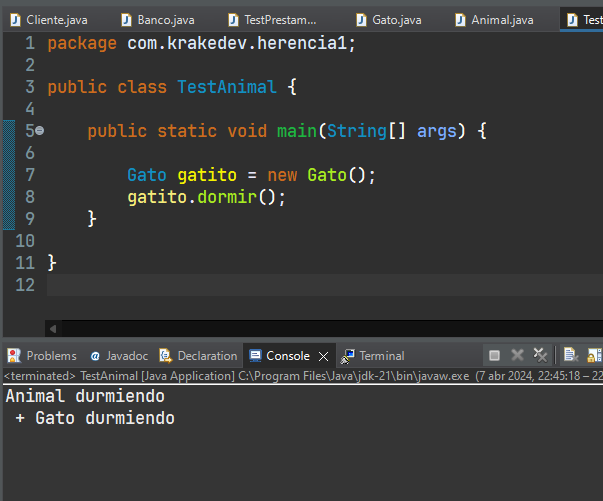 Cliente.java Banco.java TestPrestam... Gato.java Animal.java Test
1 package com.krakedev.herencia1;
2
3 public class TestAnimal {
4
5 public static void main(String[] args) {
6
7 Gato gatito = new Gato();
8 gatito.dormir();
9 }
10
11 }
12
Problems Javadoc Declaration Console Terminal
<terminated> TestAnimal [Java Application] C:\Program Files\Java\jdk-21\bin\javaw.exe (7 abr 2024, 22:45:18 – 22
Animal durmiendo
+ Gato durmiendo